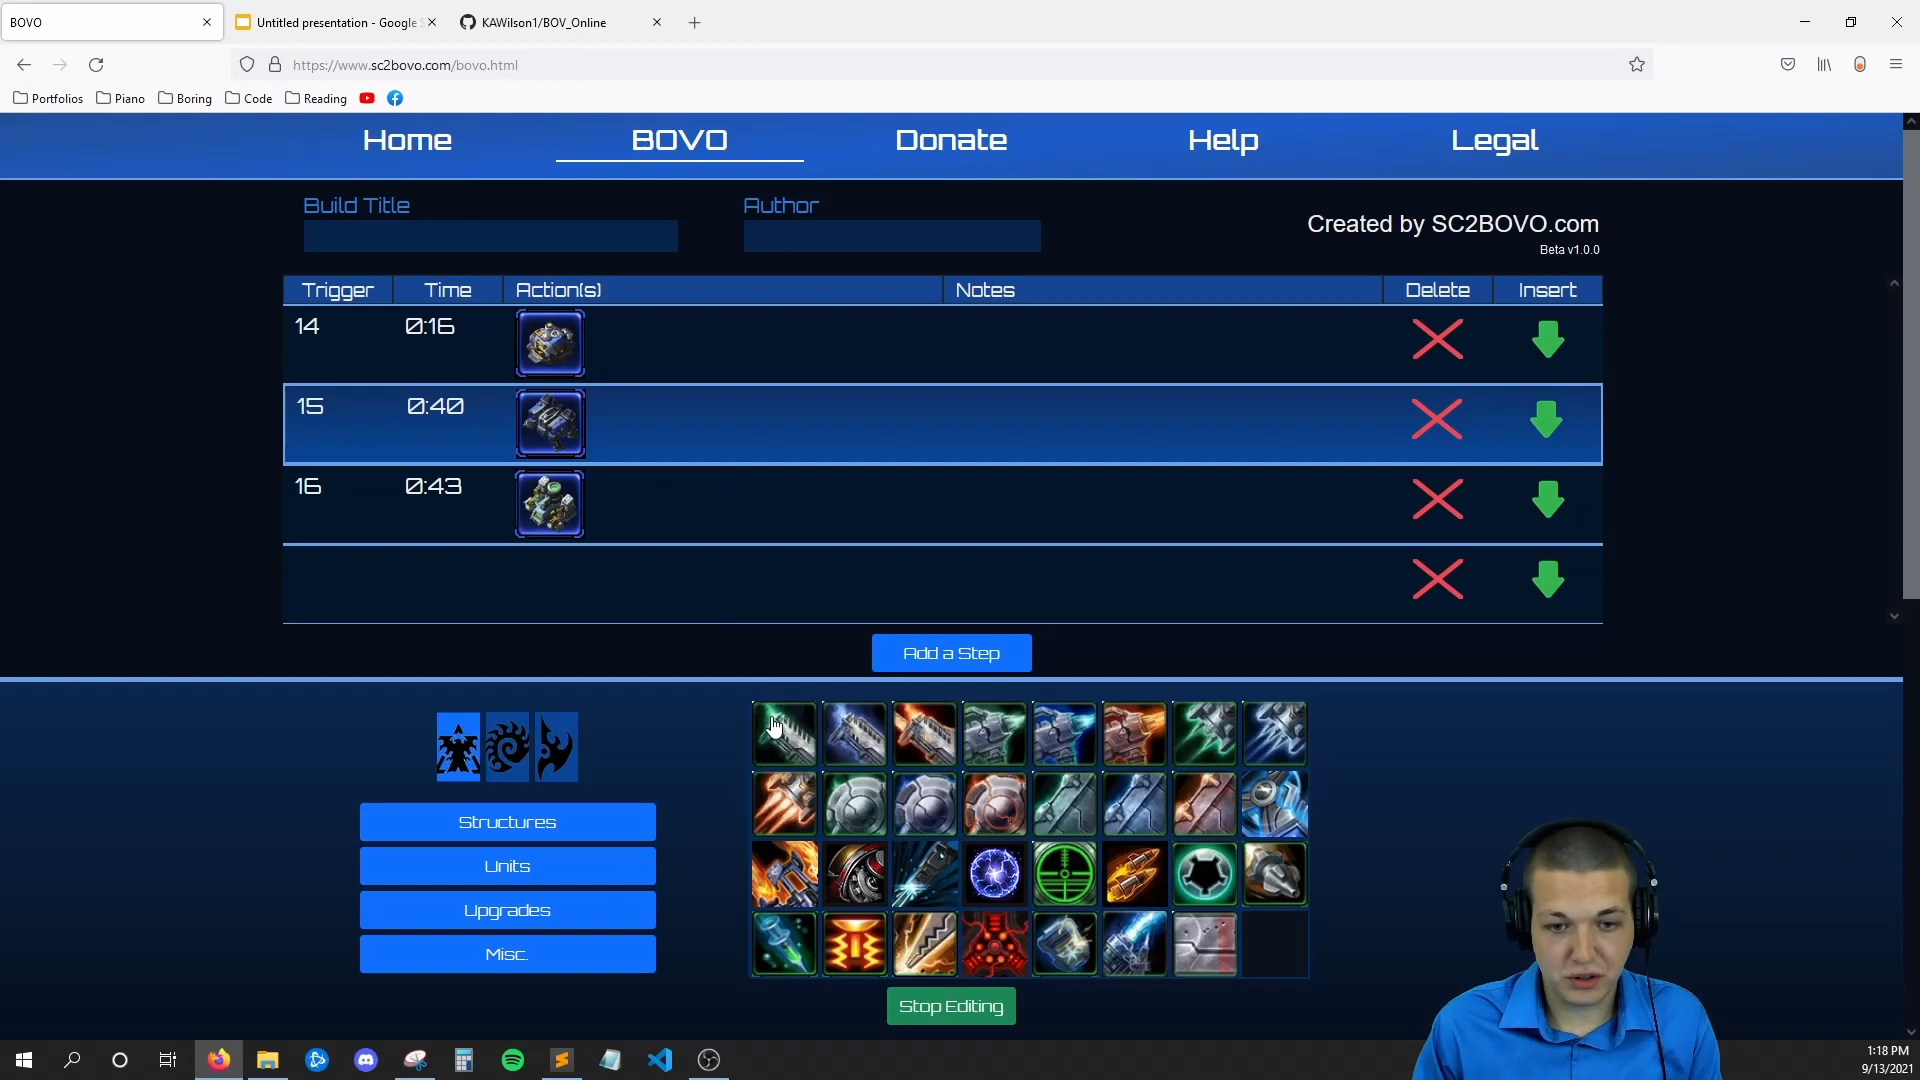 BOVO
Untitled presentation - Google S
KAWilson1/BOV_Online
https://www.sc2bovo.com/bovo.html
Portfolios
Piano
Boring
Code
Reading
Home
BOVO
Donate
Help
Legal
Build Title
Author
Created by SC2BOVO.com
Beta v1.0.0
Trigger
Time
Action(s)
Notes
Delete
Insert
14
0:16
15
0:40
16
0:43
Add a Step
Structures
Units
Upgrades
Misc.
Stop Editing
1:18 PM
9/13/2021